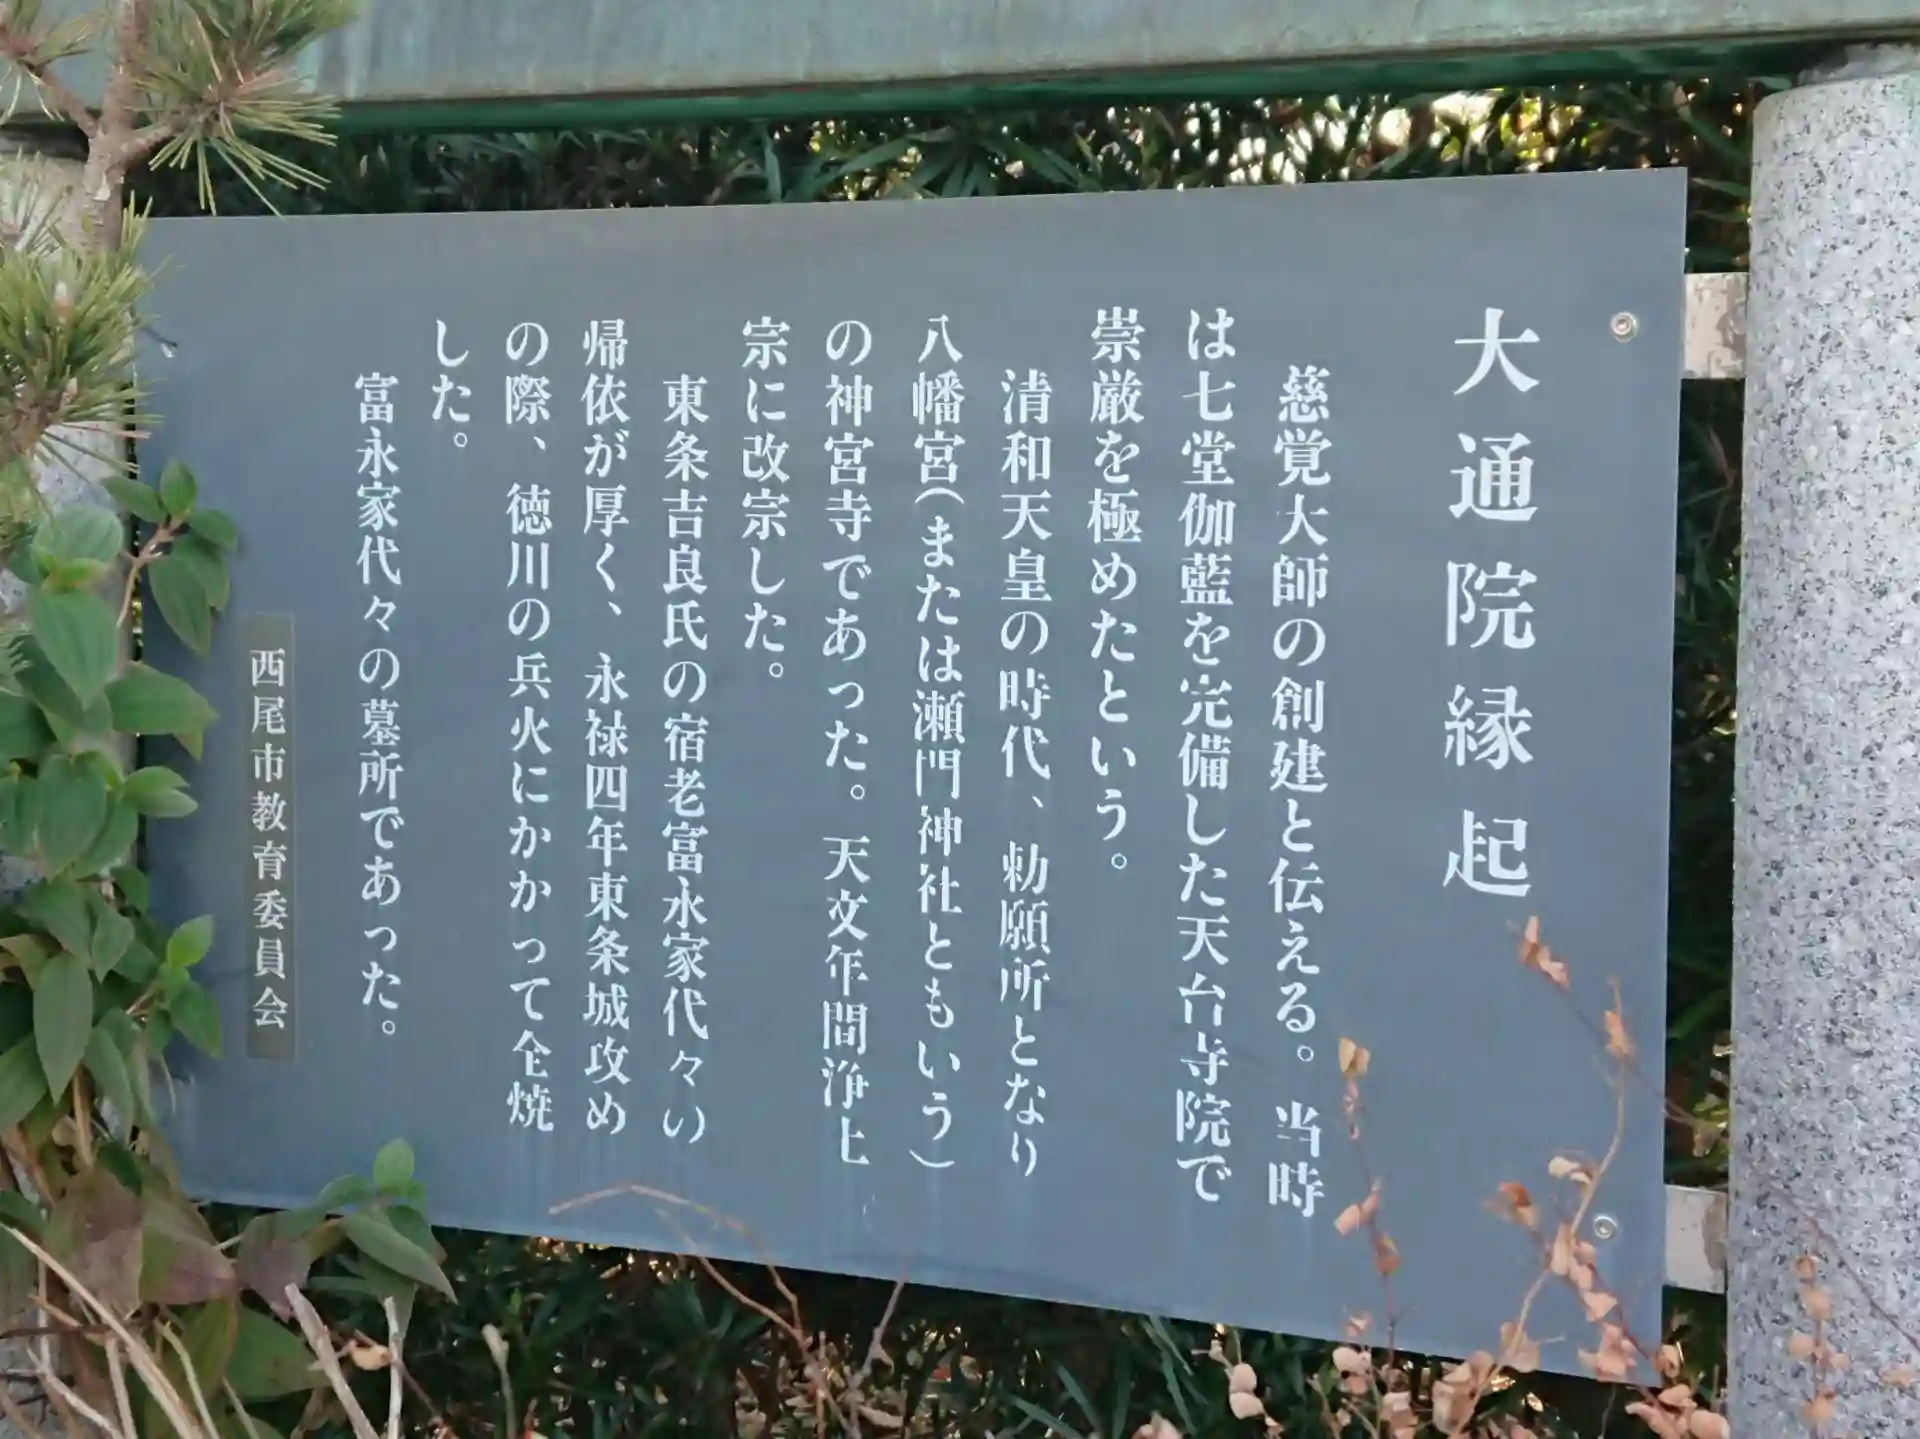 大通院縁起
慈覚大師の創建と伝える。当時
は七堂伽藍を完備した天台寺院で
崇厳を極めたという。
清和天皇の時代、勅願所となり
八幡宮(または瀬門神社ともいう)
の神宮寺であった。天文年間浄土
宗に改宗した。
東条吉良氏の宿老富永家代々い
帰依が厚く、永禄四年東条城攻め
の際、徳川の兵火にかかって全焼
した。
富永家代々の墓所であった。
西尾市教育委員会